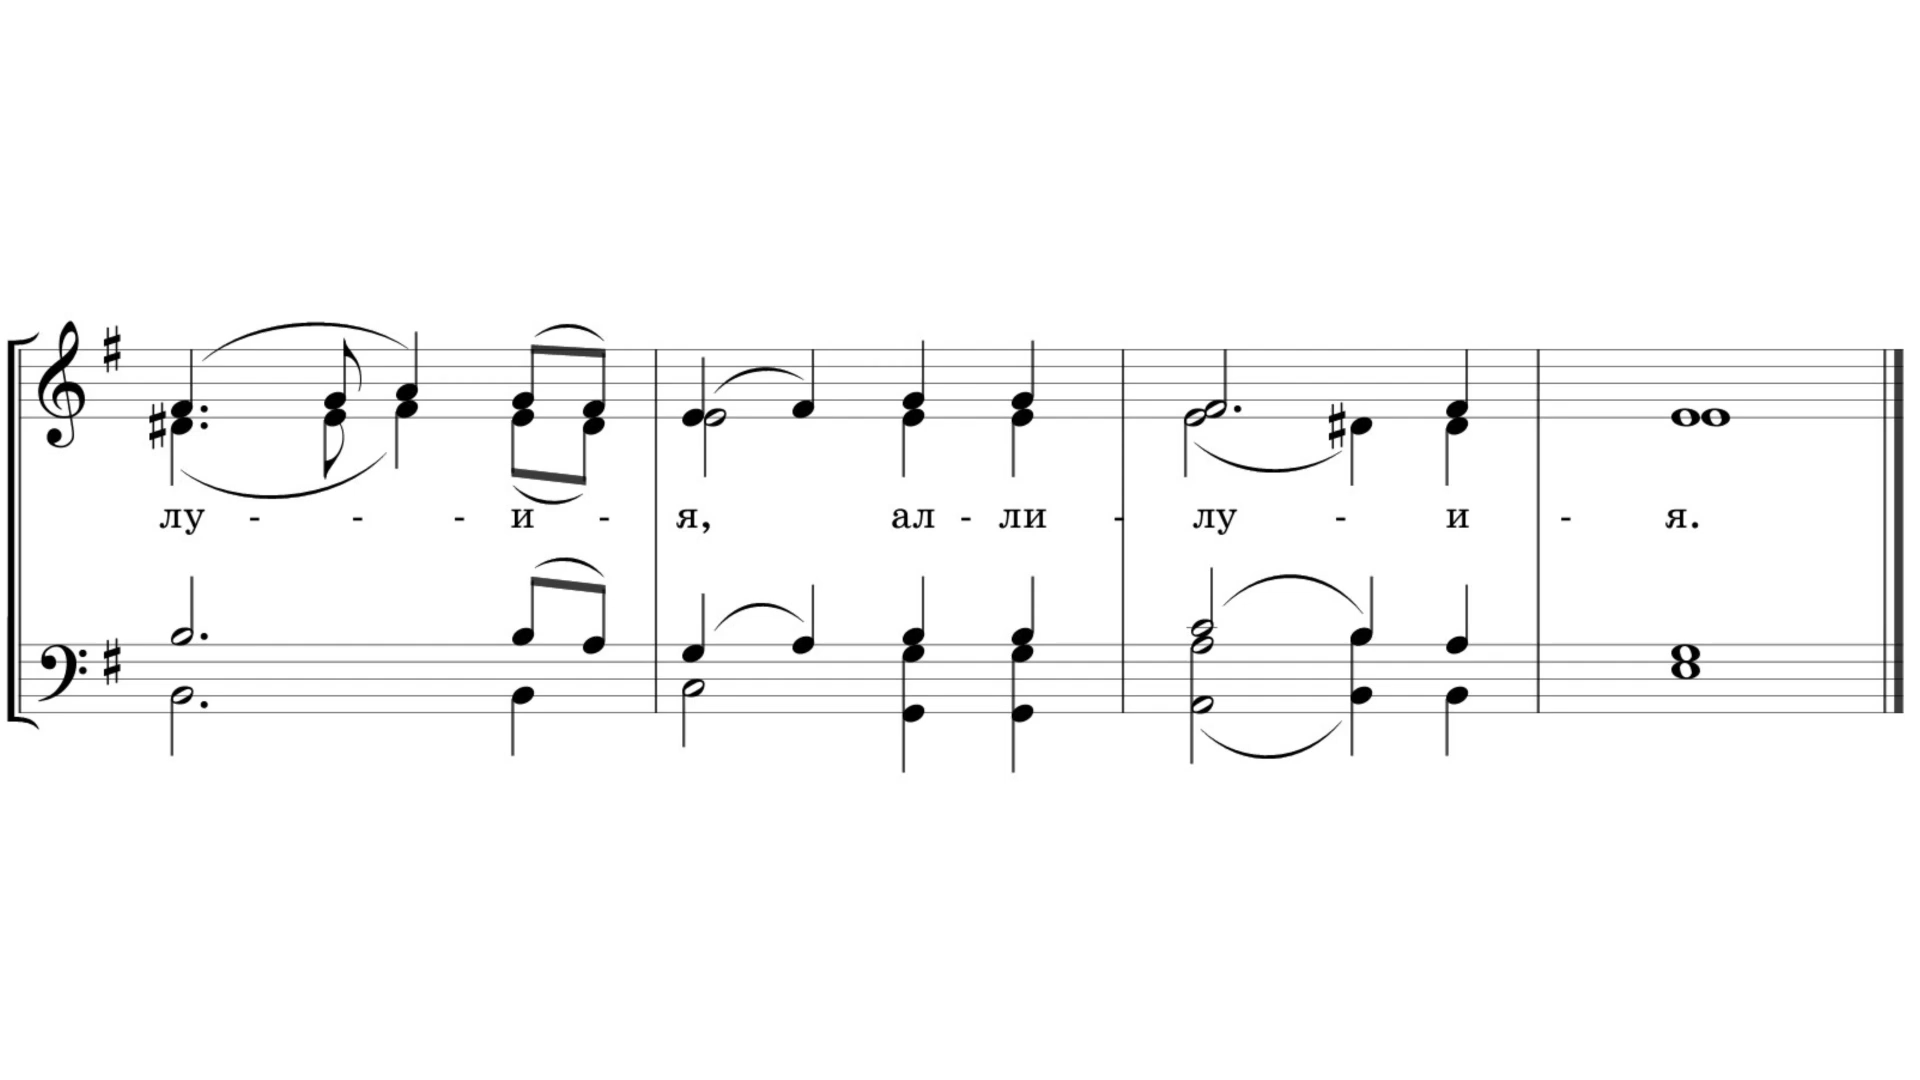 лу - - - и - я, ал - ли - лу - и - я.